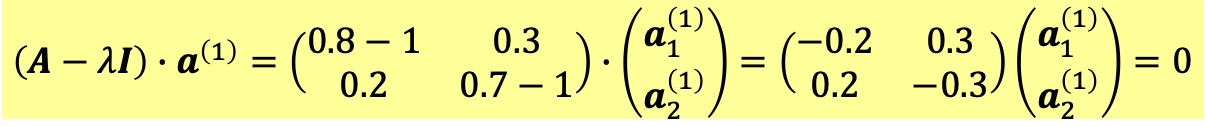 (A − λI) · a⁽¹⁾ = (0.8 − 1 0.3 0.2 0.7 − 1) · (a₁⁽¹⁾ a₂⁽¹⁾) = (−0.2 0.3 0.2 −0.3) (a₁⁽¹⁾ a₂⁽¹⁾) = 0